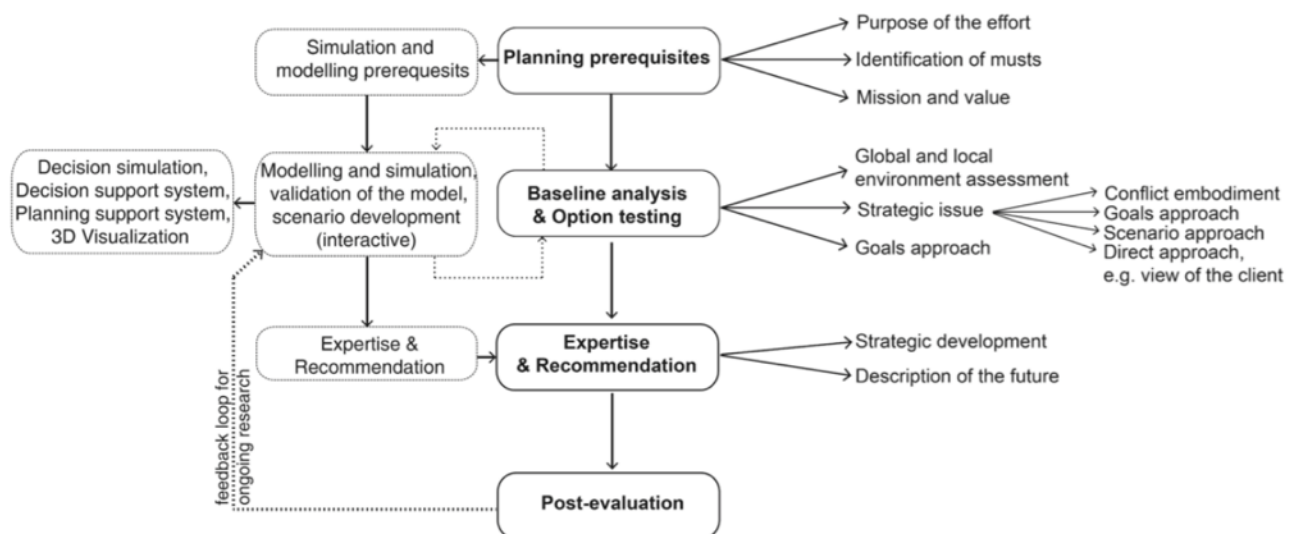 Simulation and
modelling prerequesits
Planning prerequisites
Purpose of the effort
Identification of musts
Mission and value
Decision simulation,
Decision support system,
Planning support system,
3D Visualization
Modelling and simulation,
validation of the model,
scenario development
(interactive)
Baseline analysis
& Option testing
Global and local
environment assessment
Strategic issue
Goals approach
Conflict embodiment
Goals approach
Scenario approach
Direct approach,
e.g. view of the client
Expertise &
Recommendation
Expertise
& Recommendation
Strategic development
Description of the future
feedback loop for
ongoing research
Post-evaluation